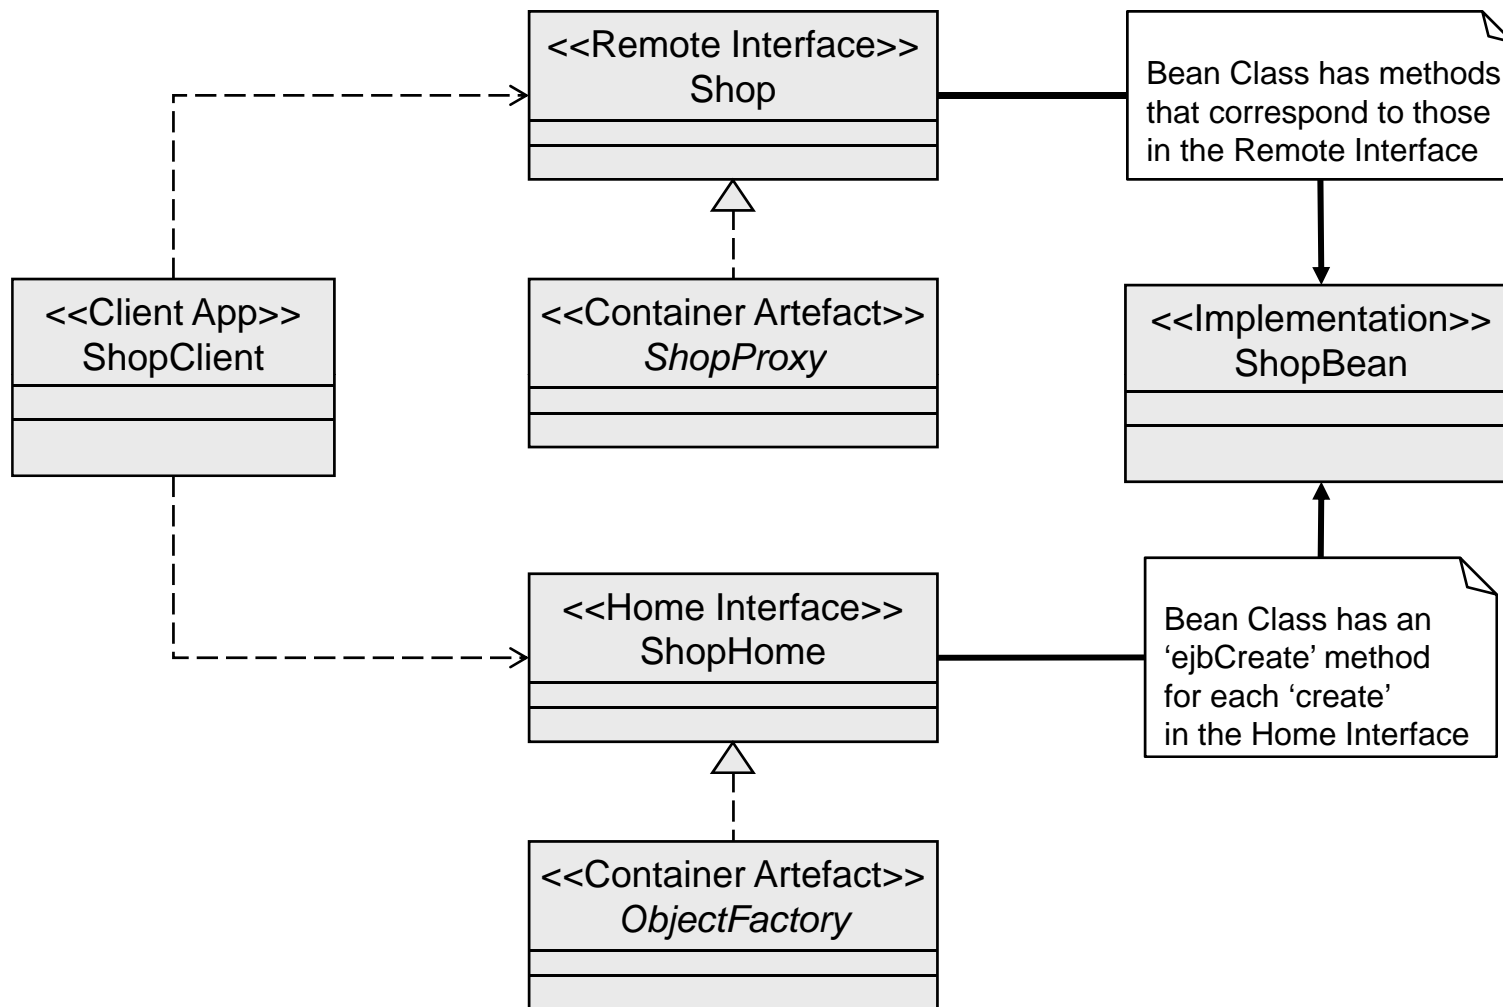 <<Remote Interface>>
Shop
Bean Class has methods
that correspond to those
in the Remote Interface
<<Client App>>
ShopClient
<<Container Artefact>>
ShopProxy
<<Implementation>>
ShopBean
<<Home Interface>>
ShopHome
Bean Class has an
‘ejbCreate’ method
for each ‘create’
in the Home Interface
<<Container Artefact>>
ObjectFactory